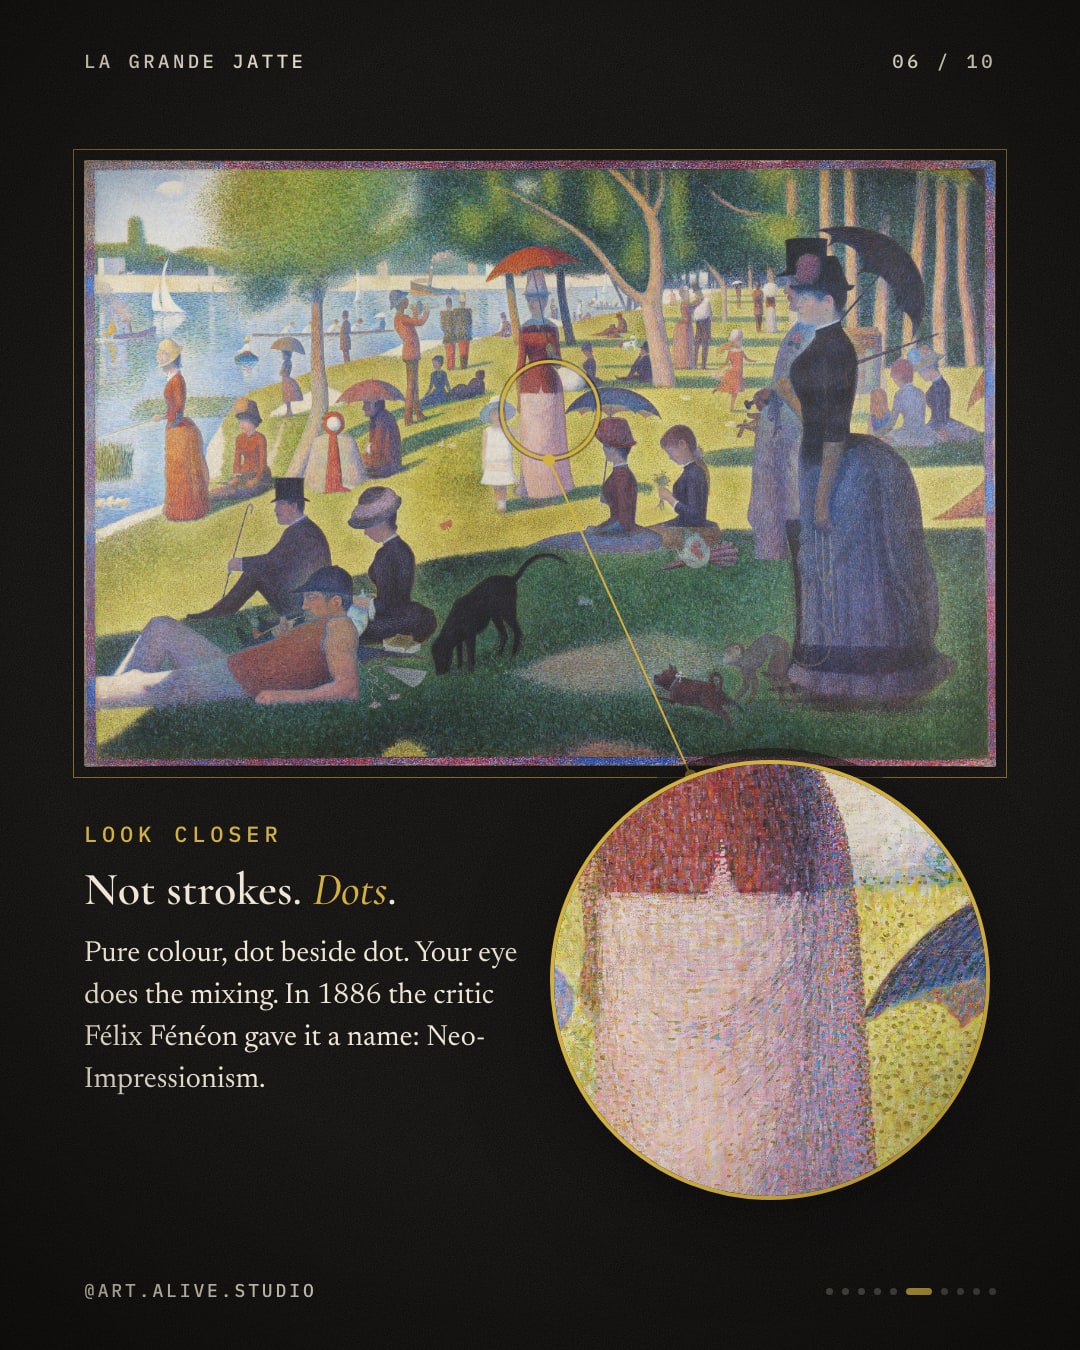 LA GRANDE JATTE
06 / 10
LOOK CLOSER
Not strokes. Dots.
Pure colour, dot beside dot. Your eye
does the mixing. In 1886 the critic
Félix Fénéon gave it a name: Neo-
Impressionism.
@ART.ALIVE.STUDIO